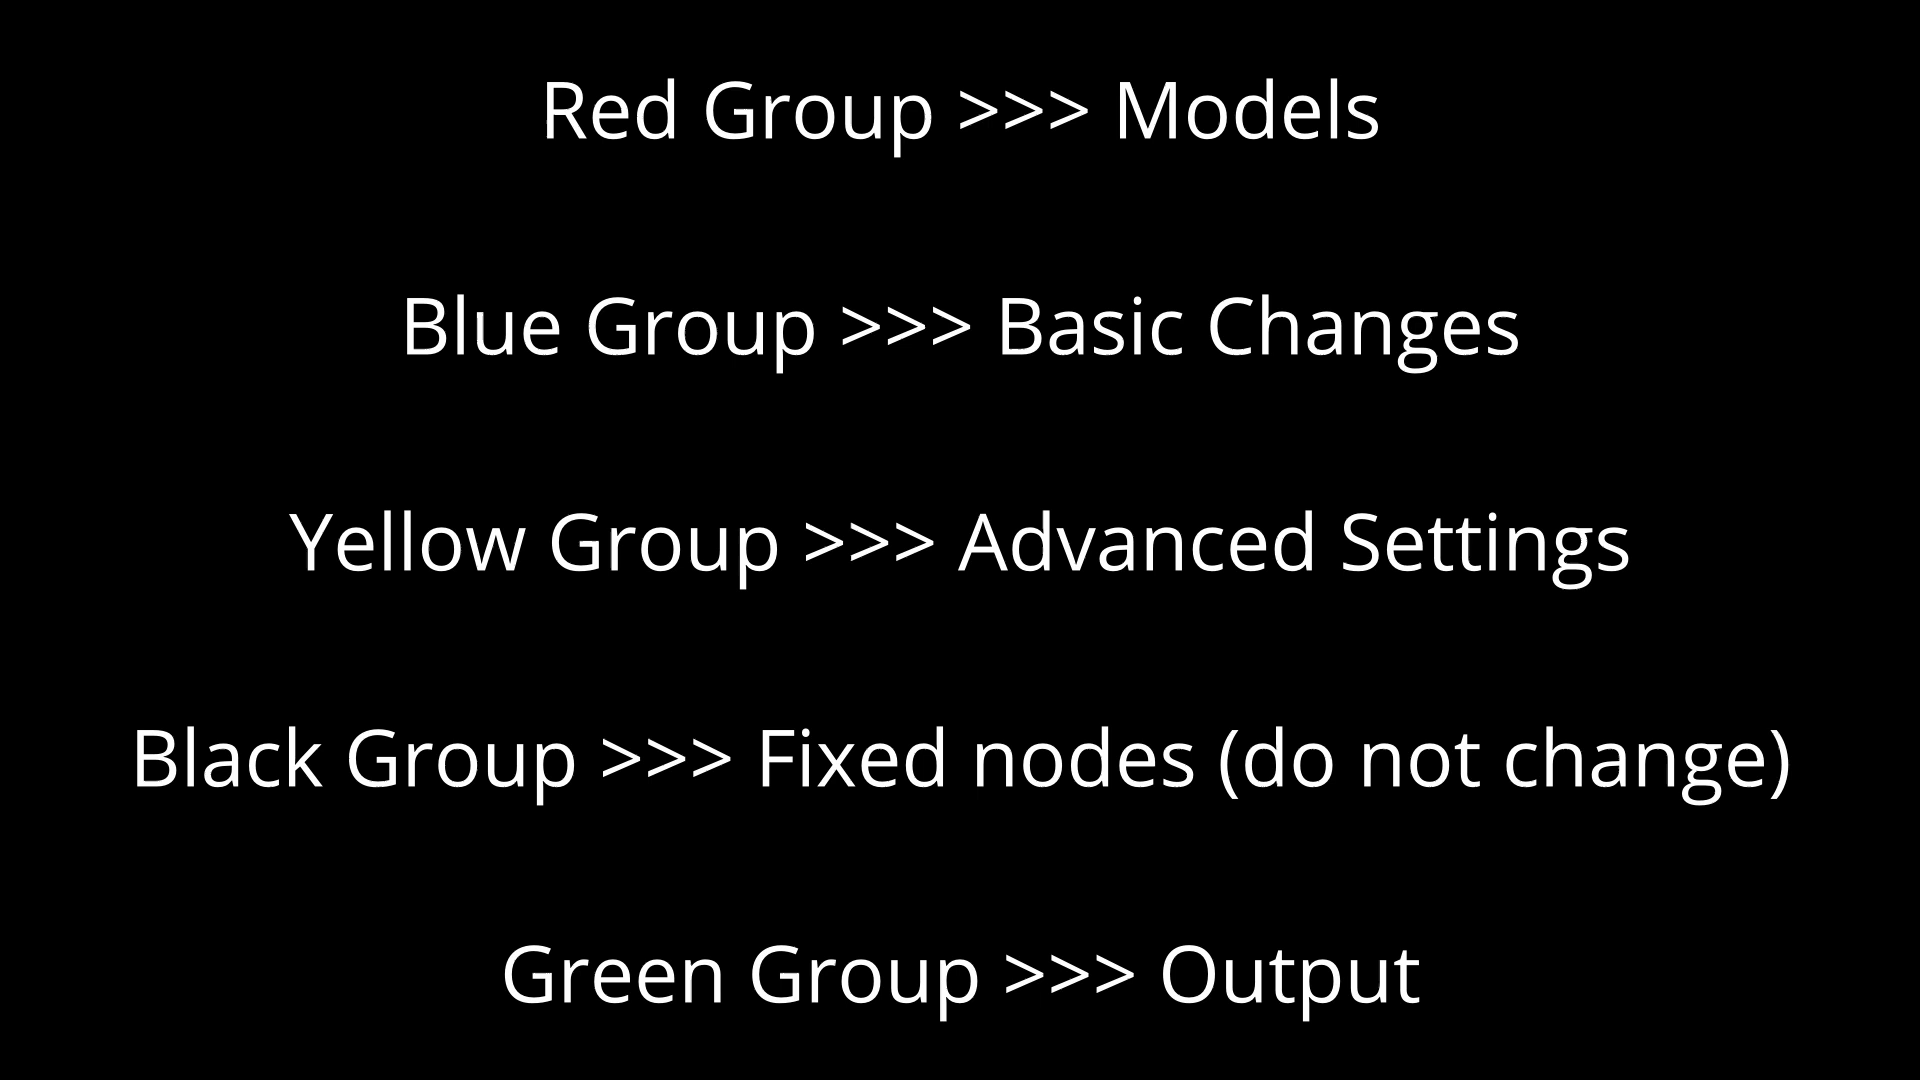 Red Group >>> Models
Blue Group >>> Basic Changes
Yellow Group >>> Advanced Settings
Black Group >>> Fixed nodes (do not change)
Green Group >>> Output